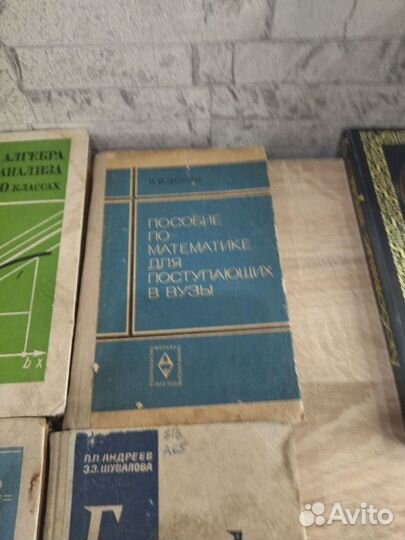 АЛГЕБРА
АНАЛИЗА
0 КЛАССАХ
b x
ПОСОБИЕ
ПО
МАТЕМАТИКЕ
ДЛЯ
ПОСТУПАЮЩИХ
В ВУЗЫ
П.П. АНДРЕЕВ
Э.З. ШУВАЛОВА
Avito